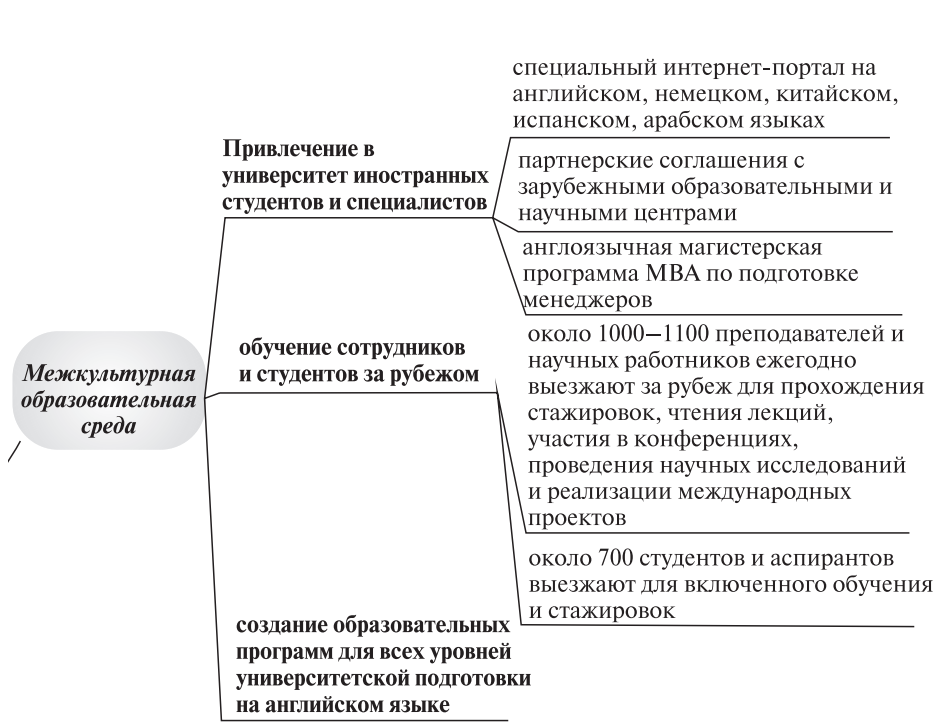 Межкультурная
образовательная
среда
Привлечение в
университет иностранных
студентов и специалистов
специальный интернет-портал на
английском, немецком, китайском,
испанском, арабском языках
партнерские соглашения с
зарубежными образовательными и
научными центрами
англоязычная магистерская
программа МВА по подготовке
менеджеров
обучение сотрудников
и студентов за рубежом
около 1000–1100 преподавателей и
научных работников ежегодно
выезжают за рубеж для прохождения
стажировок, чтения лекций,
участия в конференциях,
проведения научных исследований
и реализации международных
проектов
около 700 студентов и аспирантов
выезжают для включенного обучения
и стажировок
создание образовательных
программ для всех уровней
университетской подготовки
на английском языке